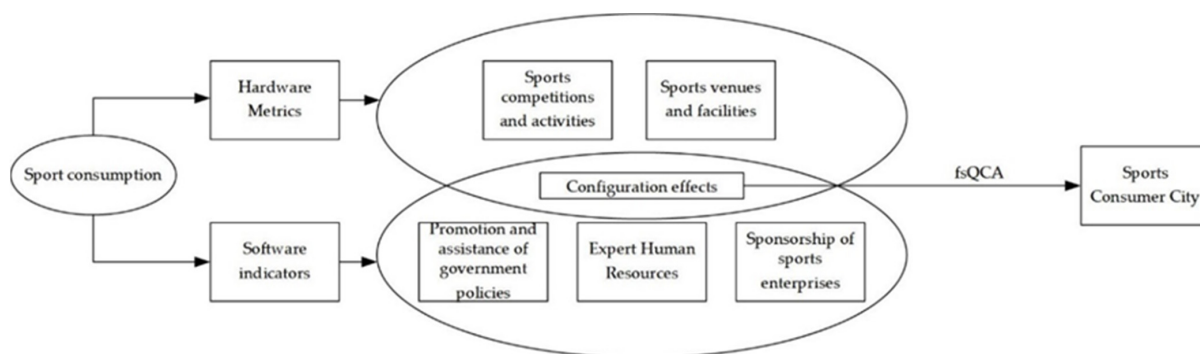 Sport consumption
Hardware
Metrics
Software
indicators
Sports
competitions
and activities
Sports venues
and facilities
Configuration effects
Promotion and
assistance of
government
policies
Expert Human
Resources
Sponsorship of
sports
enterprises
fsQCA
Sports
Consumer City